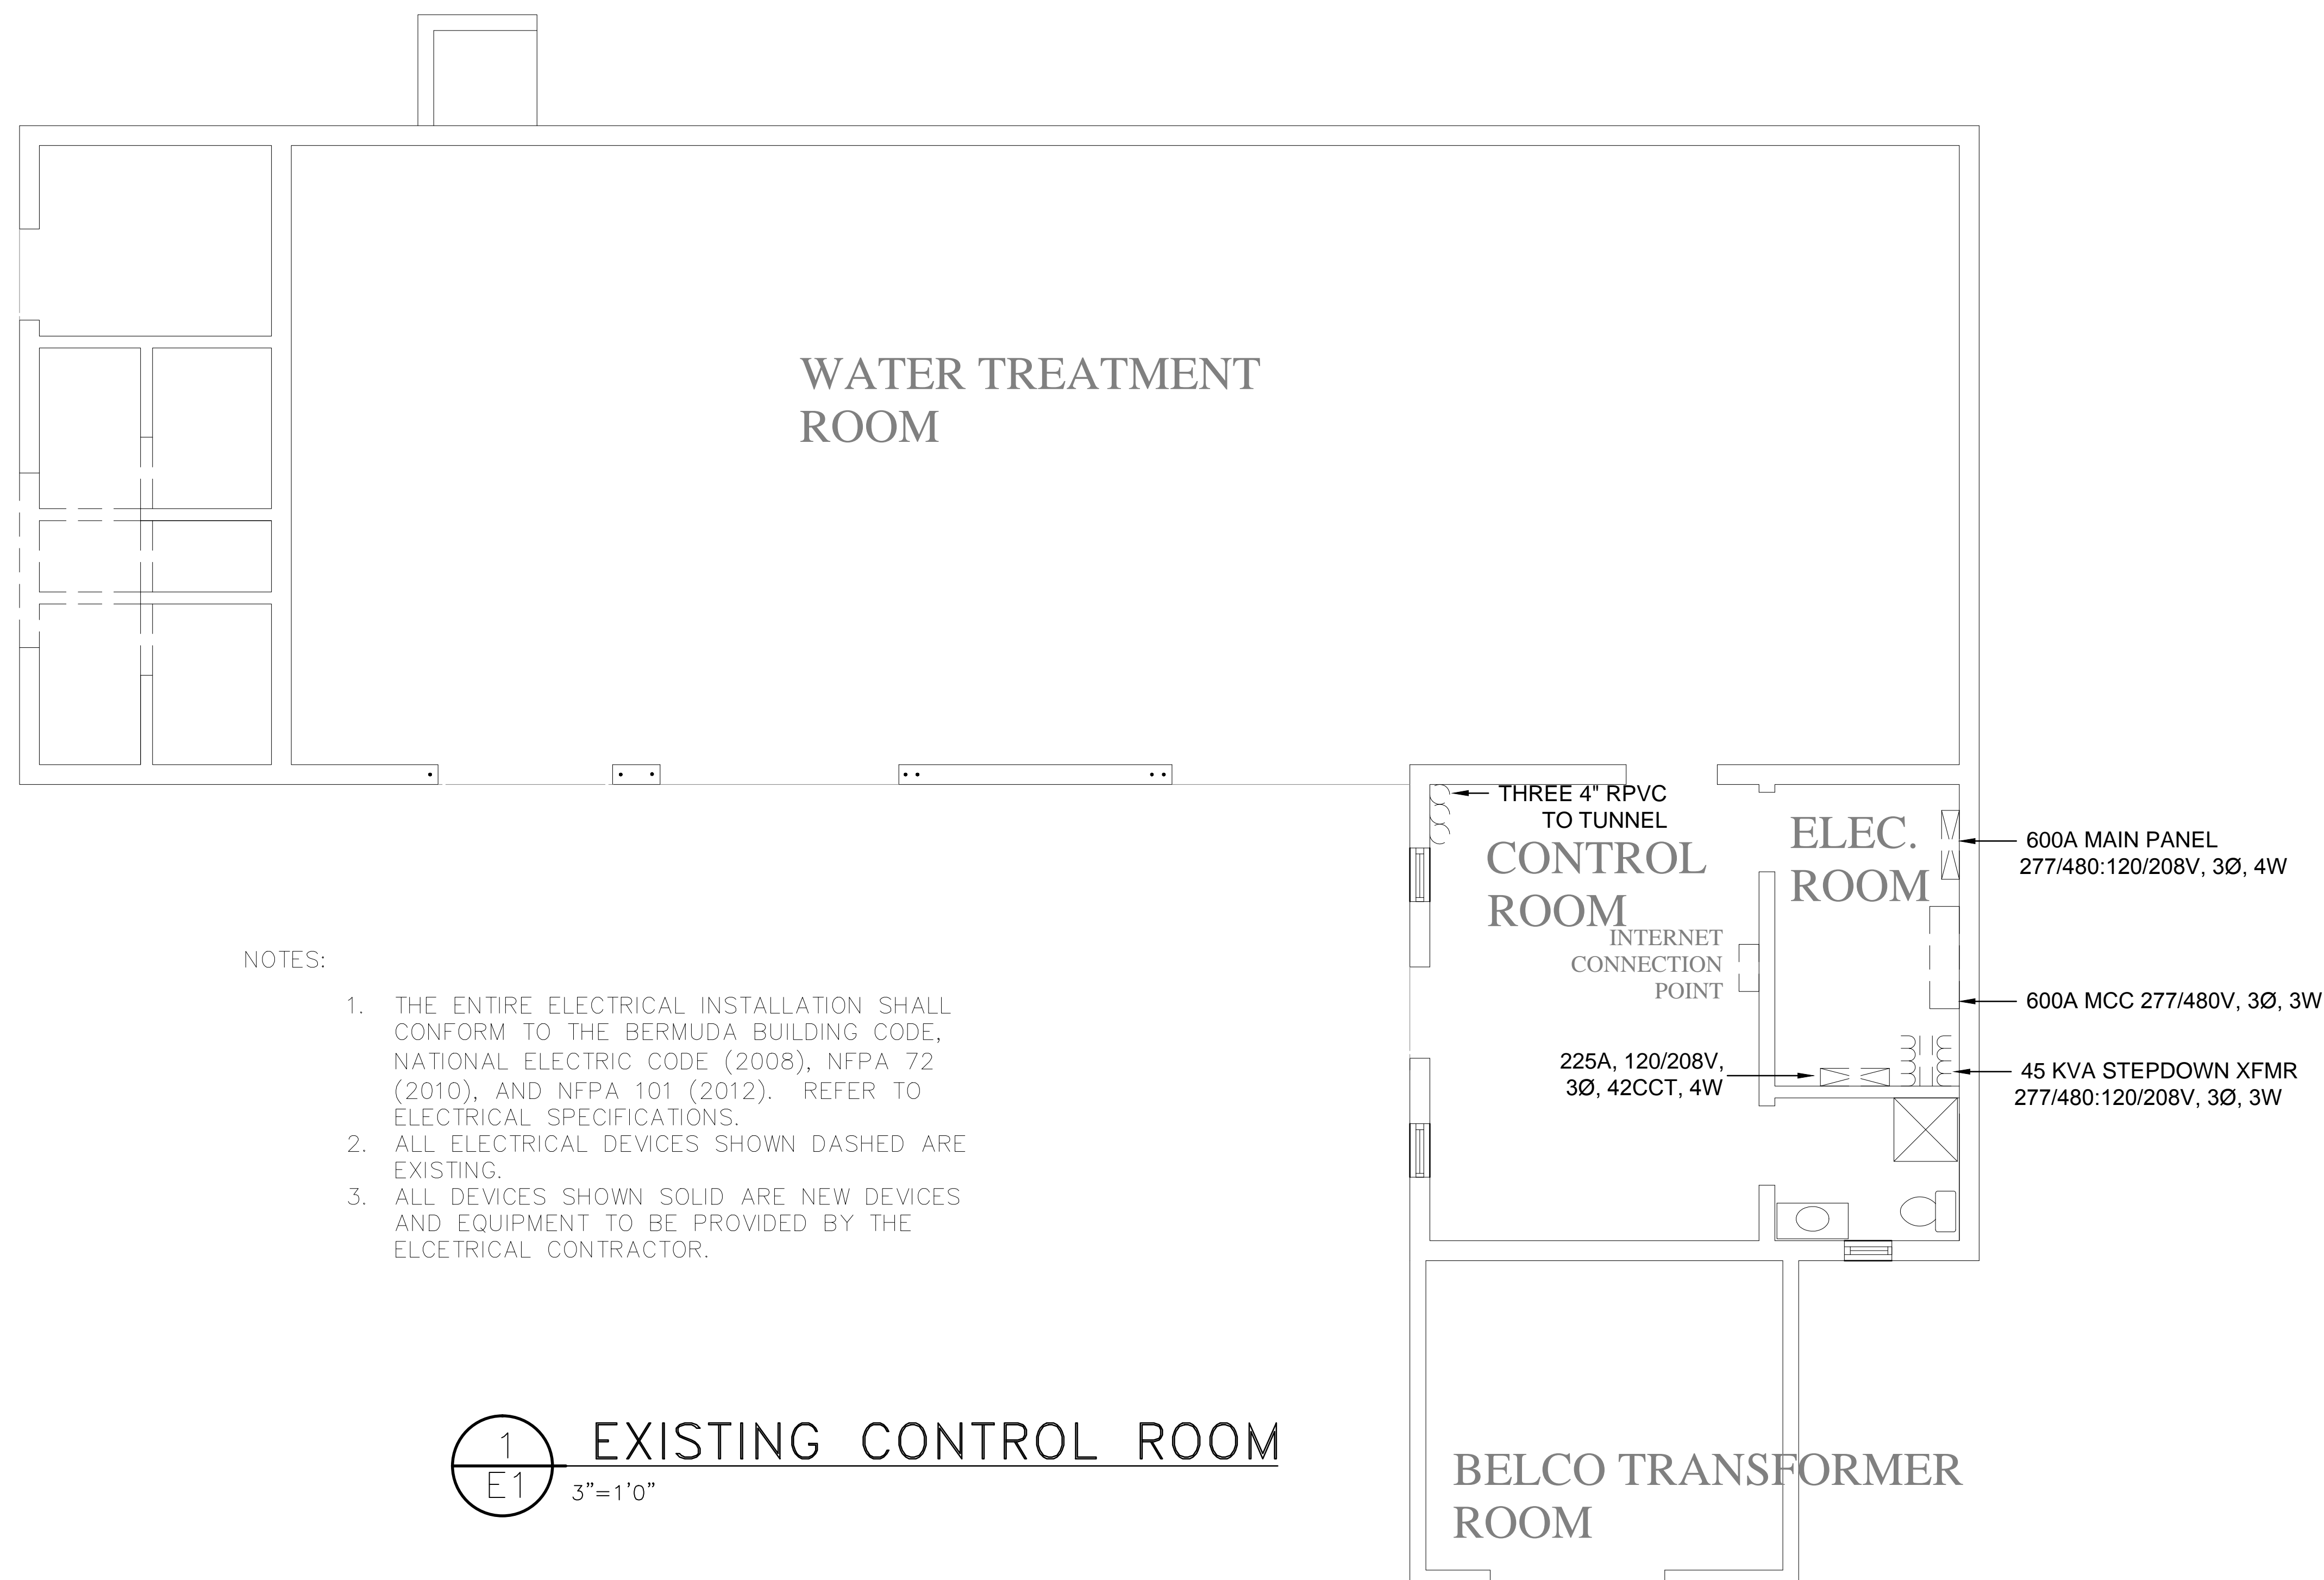 WATER TREATMENT
ROOM
THREE 4" RPVC
TO TUNNEL
CONTROL
ROOM
ELEC.
ROOM
600A MAIN PANEL
277/480:120/208V, 3Ø, 4W
INTERNET
CONNECTION
POINT
600A MCC 277/480V, 3Ø, 3W
225A, 120/208V,
3Ø, 42CCT, 4W
45 KVA STEPDOWN XFMR
277/480:120/208V, 3Ø, 3W
NOTES:
1. THE ENTIRE ELECTRICAL INSTALLATION SHALL
CONFORM TO THE BERMUDA BUILDING CODE,
NATIONAL ELECTRIC CODE (2008), NFPA 72
(2010), AND NFPA 101 (2012). REFER TO
ELECTRICAL SPECIFICATIONS.
2. ALL ELECTRICAL DEVICES SHOWN DASHED ARE
EXISTING.
3. ALL DEVICES SHOWN SOLID ARE NEW DEVICES
AND EQUIPMENT TO BE PROVIDED BY THE
ELCETRICAL CONTRACTOR.
1
E1
EXISTING CONTROL ROOM
3"=1'0"
BELCO TRANSFORMER
ROOM